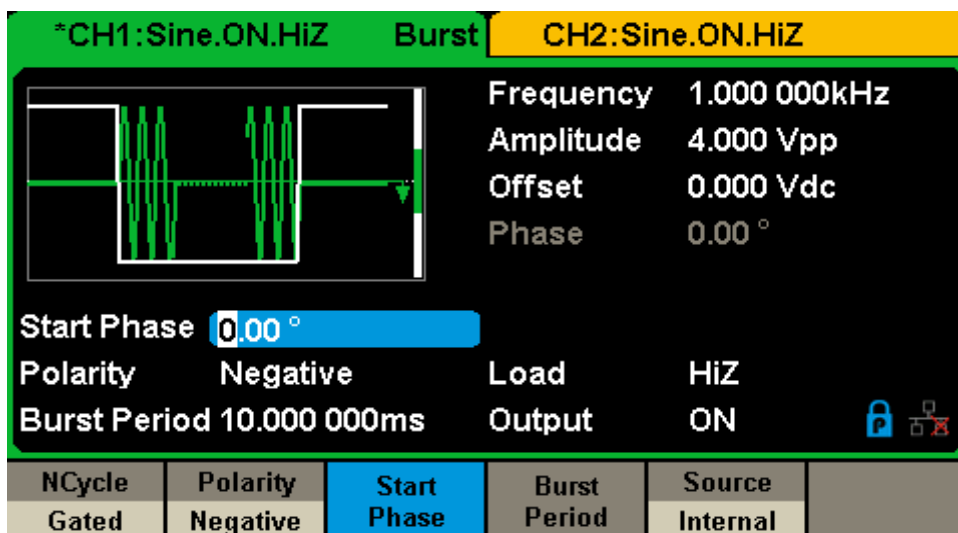 *CH1:Sine.ON.HiZ Burst CH2:Sine.ON.HiZ
Frequency 1.000 000kHz
Amplitude 4.000 Vpp
Offset 0.000 Vdc
Phase 0.00 °
Start Phase 0.00 °
Polarity Negative Load HiZ
Burst Period 10.000 000ms Output ON P
NCycle Polarity Start Burst Source
Gated Negative Phase Period Internal